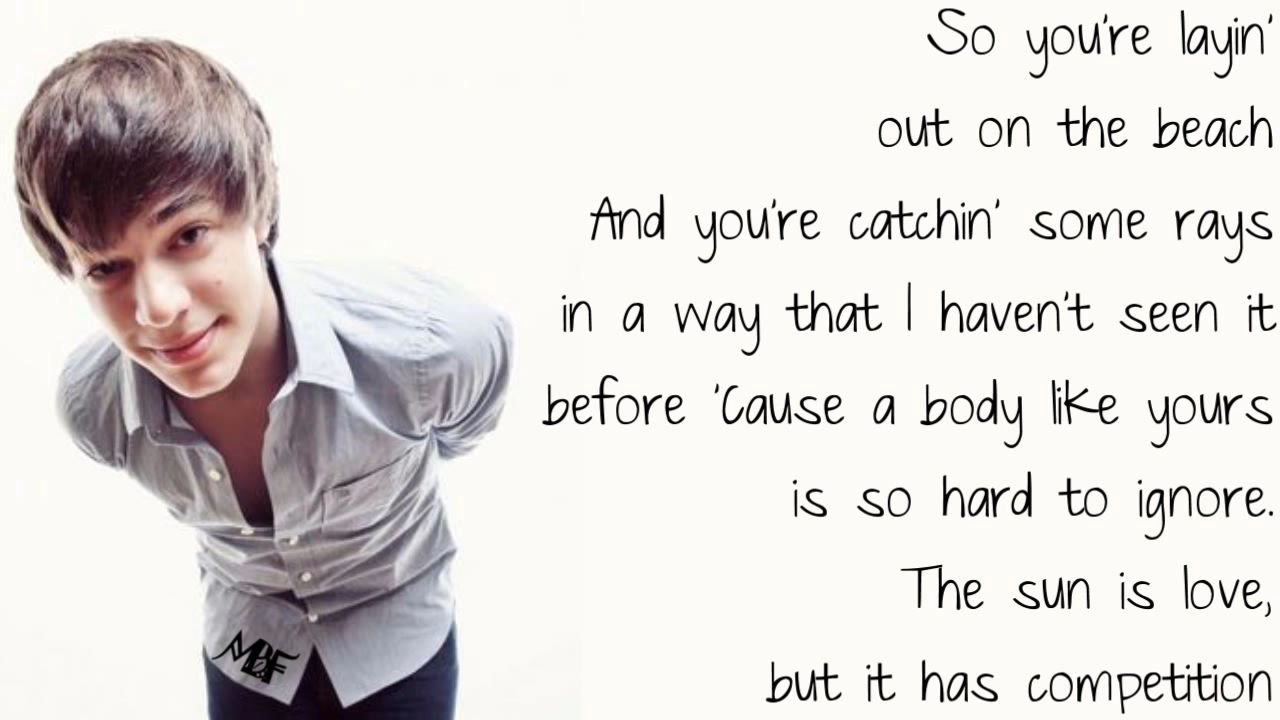 So you're layin'
out on the beach
And you're catchin' some rays
in a way that I haven't seen it
before 'Cause a body like yours
is so hard to ignore.
The sun is love,
but it has competition